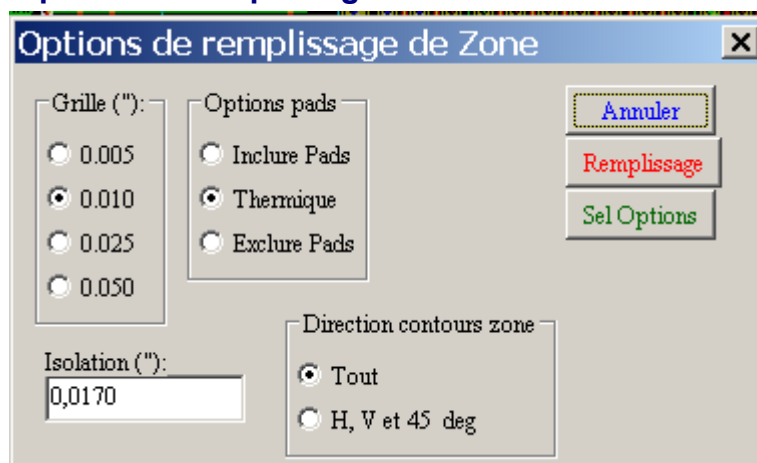 Options de remplissage de Zone
Grille ("):
0.005
0.010
0.025
0.050
Options pads
Inclure Pads
Thermique
Exclure Pads
Annuler
Remplissage
Sel Options
Isolation ("):
0,0170
Direction contours zone
Tout
H, V et 45 deg